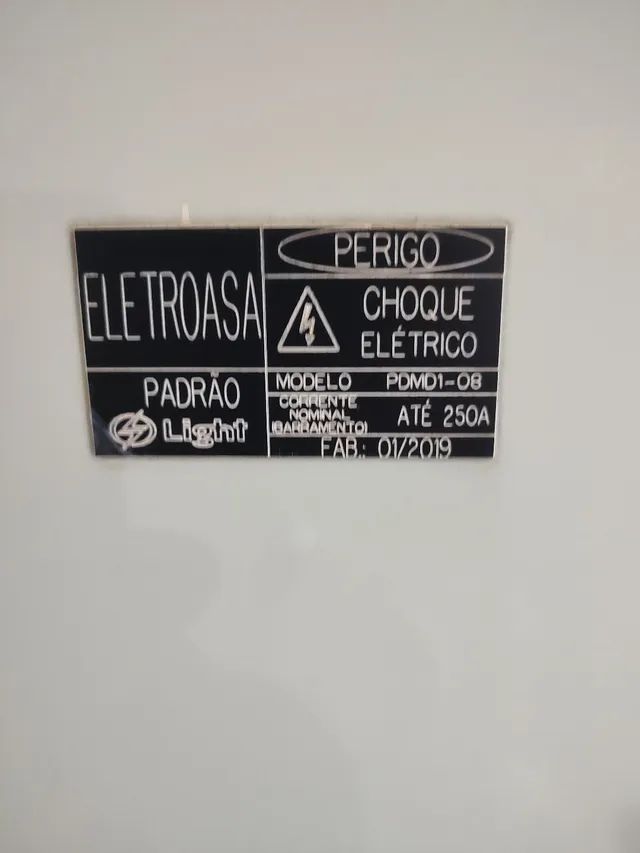 ELETROASA
PADRÃO
Light
PERIGO
CHOQUE
ELÉTRICO
MODELO PDMD1-08
CORRENTE
NOMINAL
(BARRAMENTO)
ATÉ 250A
FAB.: 01/2019